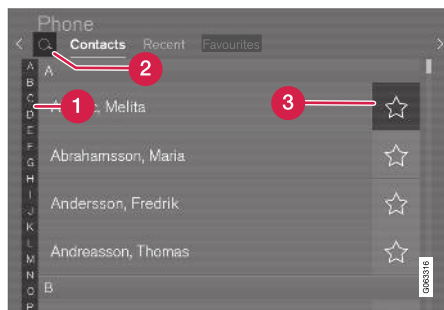 Phone
Contacts Recent Favourites
2
A
B
C
D
E
F
G
H
I
J
K
L
M
N
O
P
A
1
Melita
3
Abrahamsson, Maria
Andersson, Fredrik
Andreasson, Thomas
B
G063316